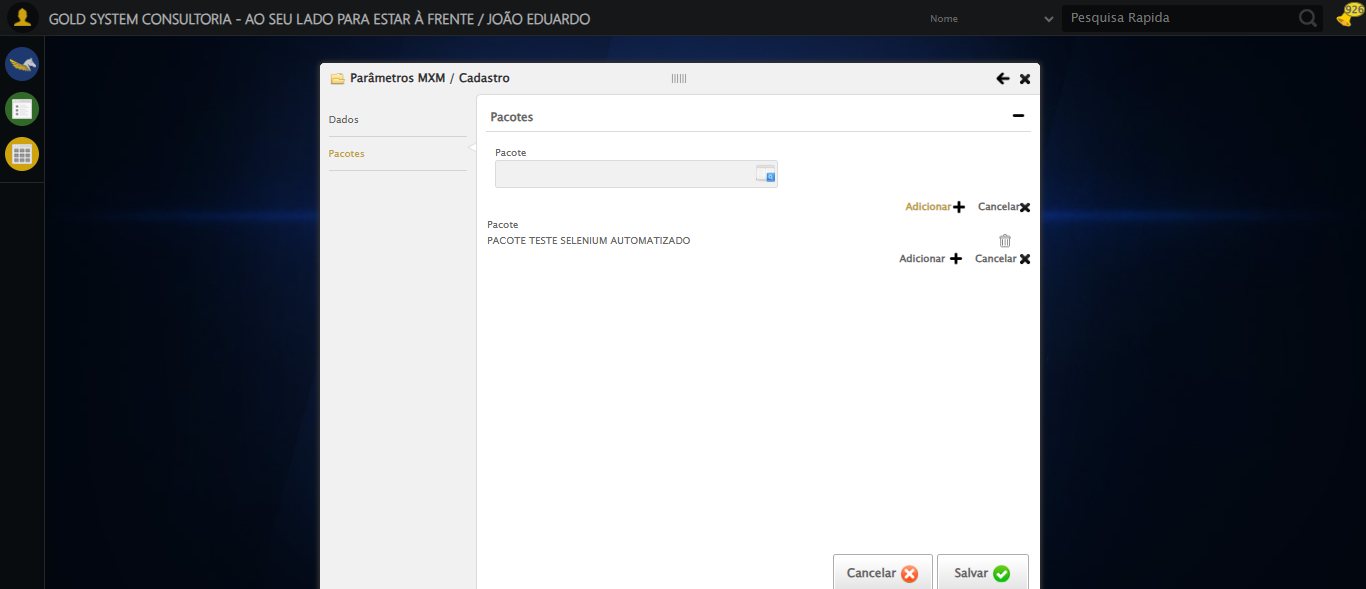 GOLD SYSTEM CONSULTORIA - AO SEU LADO PARA ESTAR À FRENTE / JOÃO EDUARDO
Nome
Pesquisa Rapida
926
Parâmetros MXM / Cadastro
Dados
Pacotes
Pacotes
Pacote
Adicionar
Cancelar
Pacote
PACOTE TESTE SELENIUM AUTOMATIZADO
Adicionar
Cancelar
Cancelar
Salvar